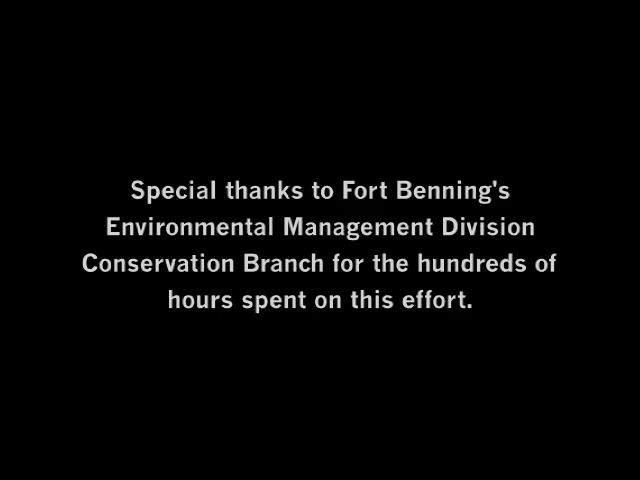 Special thanks to Fort Benning's
Environmental Management Division
Conservation Branch for the hundreds of
hours spent on this effort.